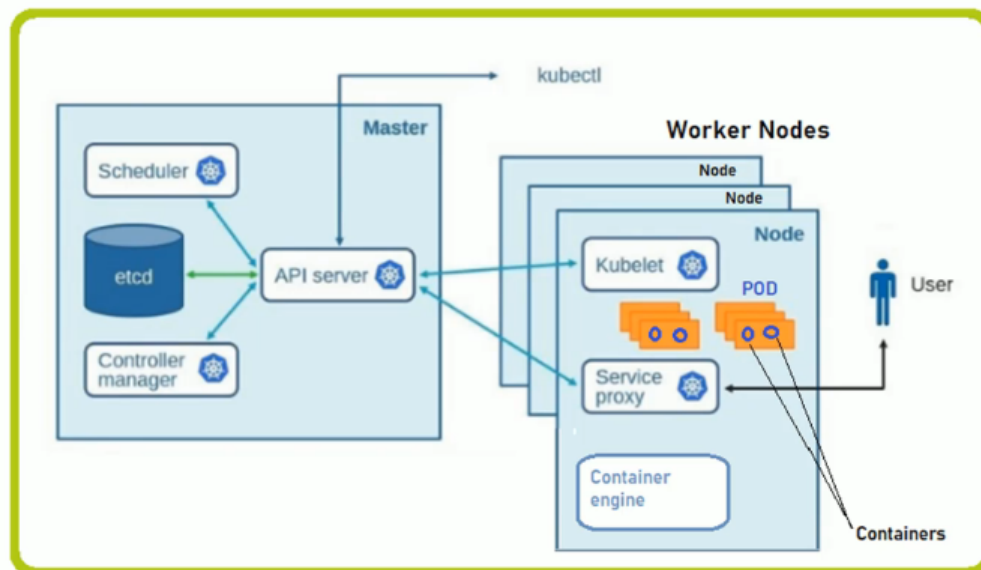 kubectl
Master
Scheduler
etcd
API server
Controller
manager
Worker Nodes
Node
Node
Node
Kubelet
POD
Service
proxy
Container
engine
User
Containers